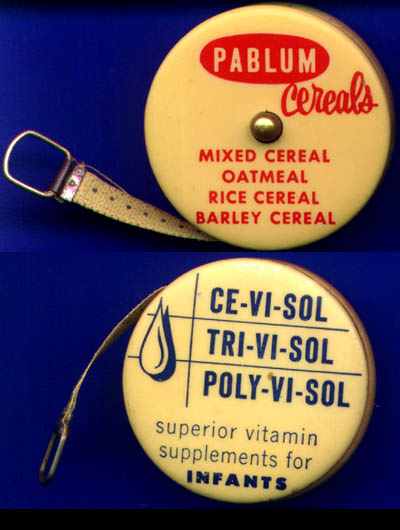 PABLUM
cereals
MIXED CEREAL
OATMEAL
RICE CEREAL
BARLEY CEREAL
CE-VI-SOL
TRI-VI-SOL
POLY-VI-SOL
superior vitamin
supplements for
INFANTS